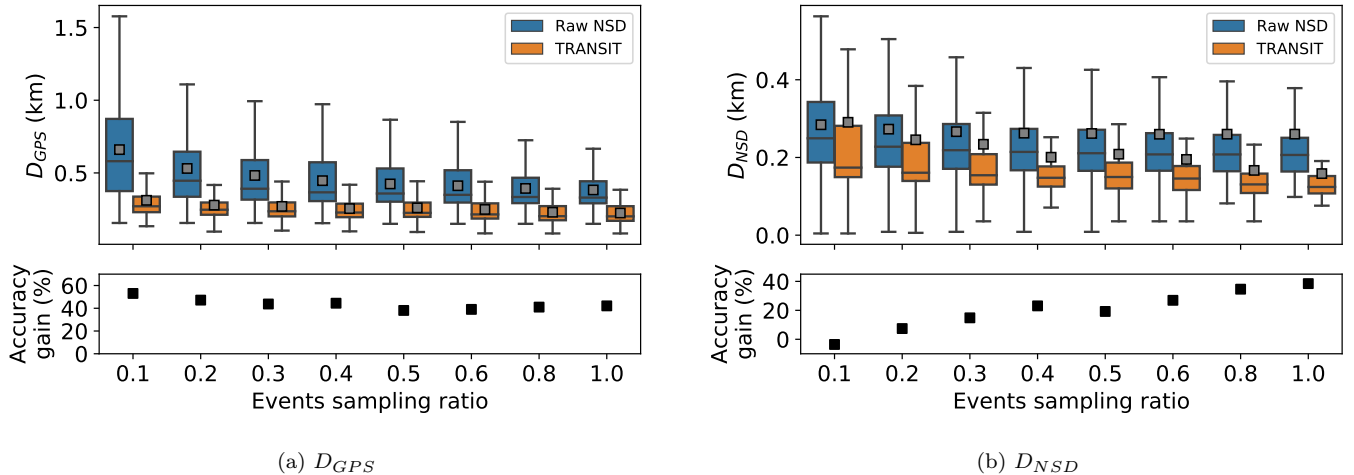 Raw NSD
TRANSIT
D_GPS (km)
1.5
1.0
0.5
Accuracy
gain (%)
60
40
20
0
0.1 0.2 0.3 0.4 0.5 0.6 0.8 1.0
Events sampling ratio
(a) D_GPS
Raw NSD
TRANSIT
D_NSD (km)
0.4
0.2
0.0
Accuracy
gain (%)
40
20
0
0.1 0.2 0.3 0.4 0.5 0.6 0.8 1.0
Events sampling ratio
(b) D_NSD